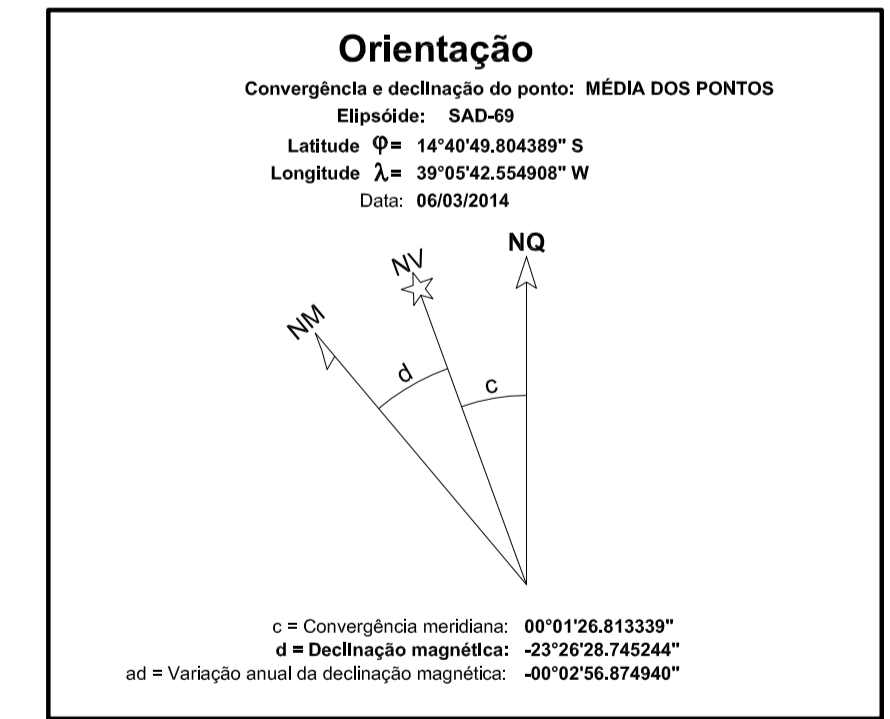 Orientação
Convergência e declinação do ponto: MÉDIA DOS PONTOS
Elipsóide: SAD-69
Latitude φ= 14°40'49.804389" S
Longitude λ= 39°05'42.554908" W
Data: 06/03/2014
NQ
NV
NM
d
c
c = Convergência meridiana: 00°01'26.813339"
d = Declinação magnética: -23°26'28.745244"
ad = Variação anual da declinação magnética: -00°02'56.874940"